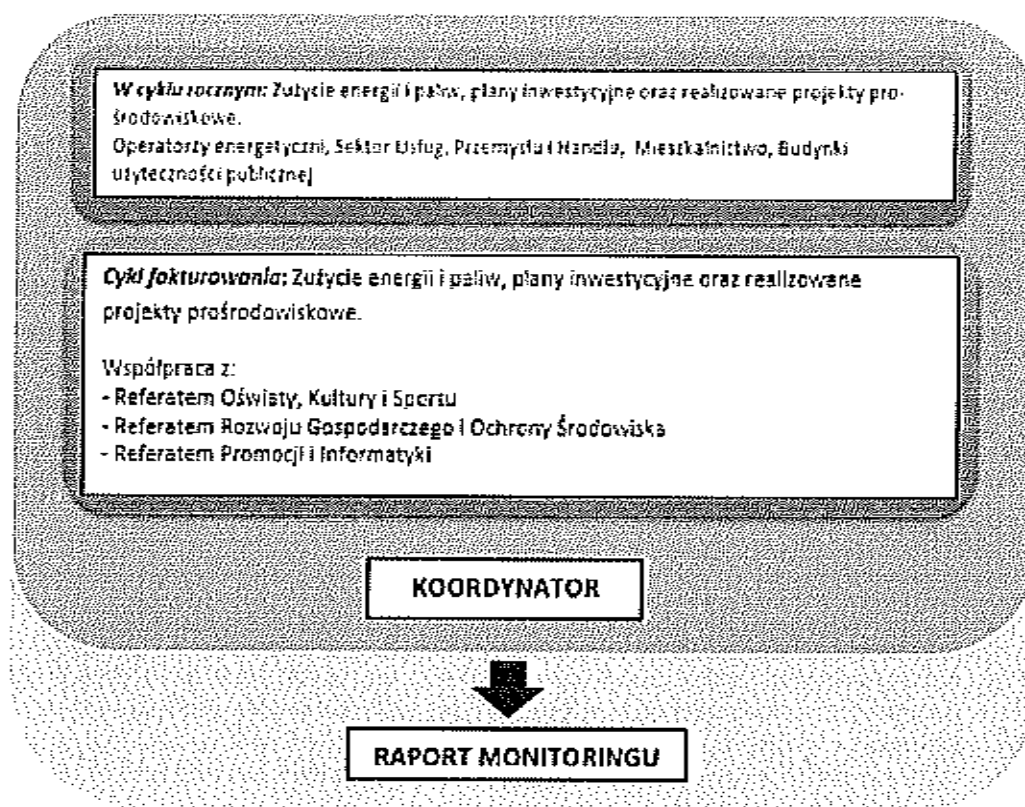 W cyklu rocznym: Zużycie energii i paliw, plany inwestycyjne oraz realizowane projekty pro-
środowiskowe.
Operatorzy energetyczni, Sektor Usług, Przemysłu i Handlu, Mieszkalnictwo, Budynki
użyteczności publicznej
Cykl fakturowania: Zużycie energii i paliw, plany inwestycyjne oraz realizowane
projekty prośrodowiskowe.
Współpraca z:
- Referatem Oświaty, Kultury i Sportu
- Referatem Rozwoju Gospodarczego i Ochrony Środowiska
- Referatem Promocji i Informatyki
KOORDYNATOR
RAPORT MONITORINGU